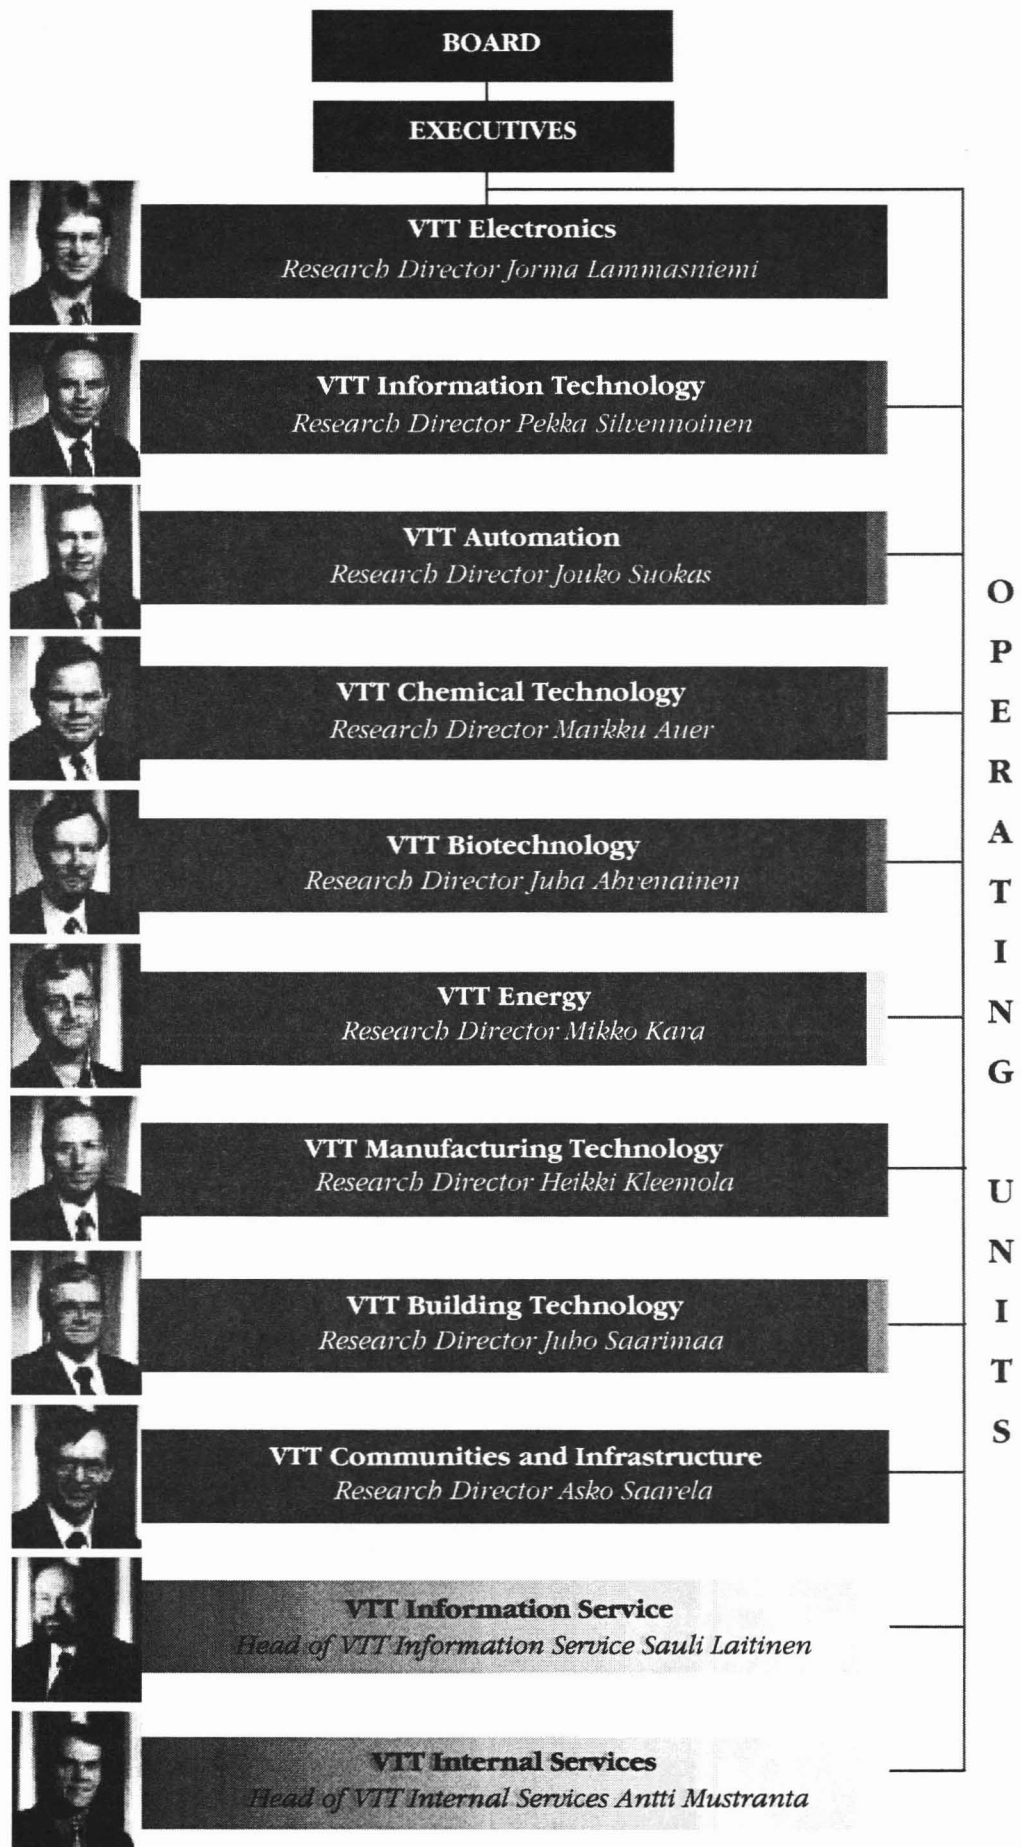 BOARD
EXECUTIVES
VTT Electronics
Research Director Jorma Lammasniemi
VTT Information Technology
Research Director Pekka Silvennoinen
VTT Automation
Research Director Jouko Suokas
VTT Chemical Technology
Research Director Markku Auer
VTT Biotechnology
Research Director Juha Ahvenainen
VTT Energy
Research Director Mikko Kara
VTT Manufacturing Technology
Research Director Heikki Kleemola
VTT Building Technology
Research Director Juho Saarimaa
VTT Communities and Infrastructure
Research Director Asko Saarela
VTT Information Service
Head of VTT Information Service Sauli Laitinen
VTT Internal Services
Head of VTT Internal Services Antti Mustranta
OPERATING UNITS